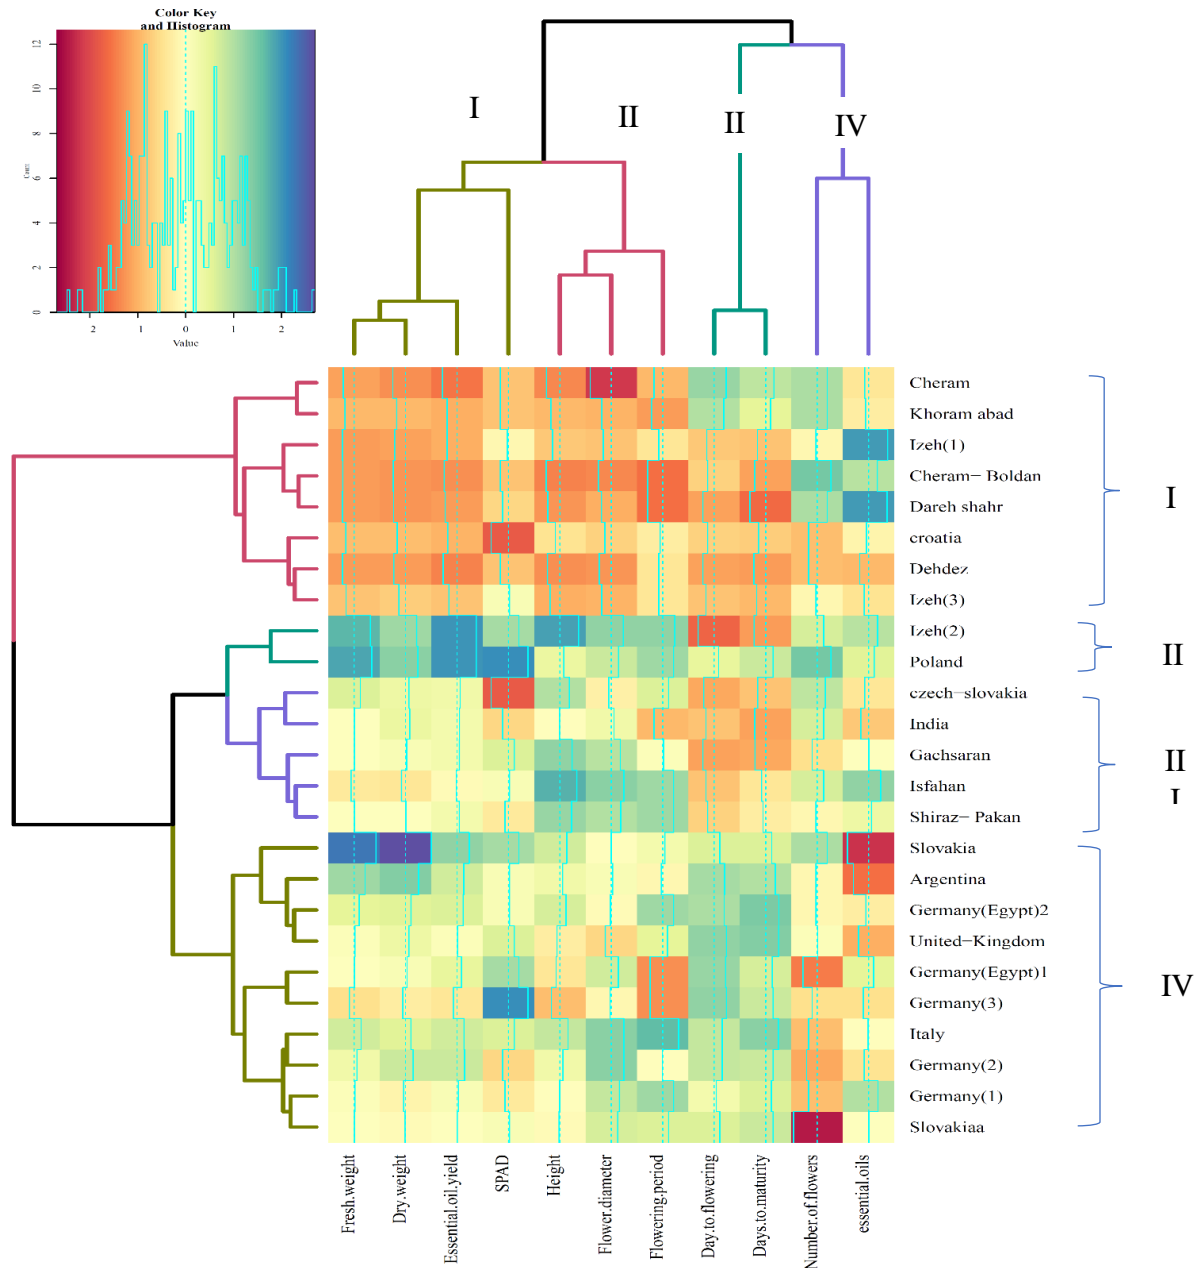 Color Key
and Histogram
12
10
8
6
4
2
0
Count
2 1 0 1 2
Value
I II II IV
Cheram
Khoram abad
Izeh(1)
Cheram- Boldan
Dareh shahr
croatia
Dehdez
Izeh(3)
Izeh(2)
Poland
czech-slovakia
India
Gachsaran
Isfahan
Shiraz- Pakan
Slovakia
Argentina
Germany(Egypt)2
United-Kingdom
Germany(Egypt)1
Germany(3)
Italy
Germany(2)
Germany(1)
Slovakiaa
I
II
II
I
IV
Fresh.weight
Dry.weight
Essential.oil.yield
SPAD
Height
Flower.diameter
Flowering.period
Day.to.flowering
Days.to.maturity
Number.of.flowers
essential.oils